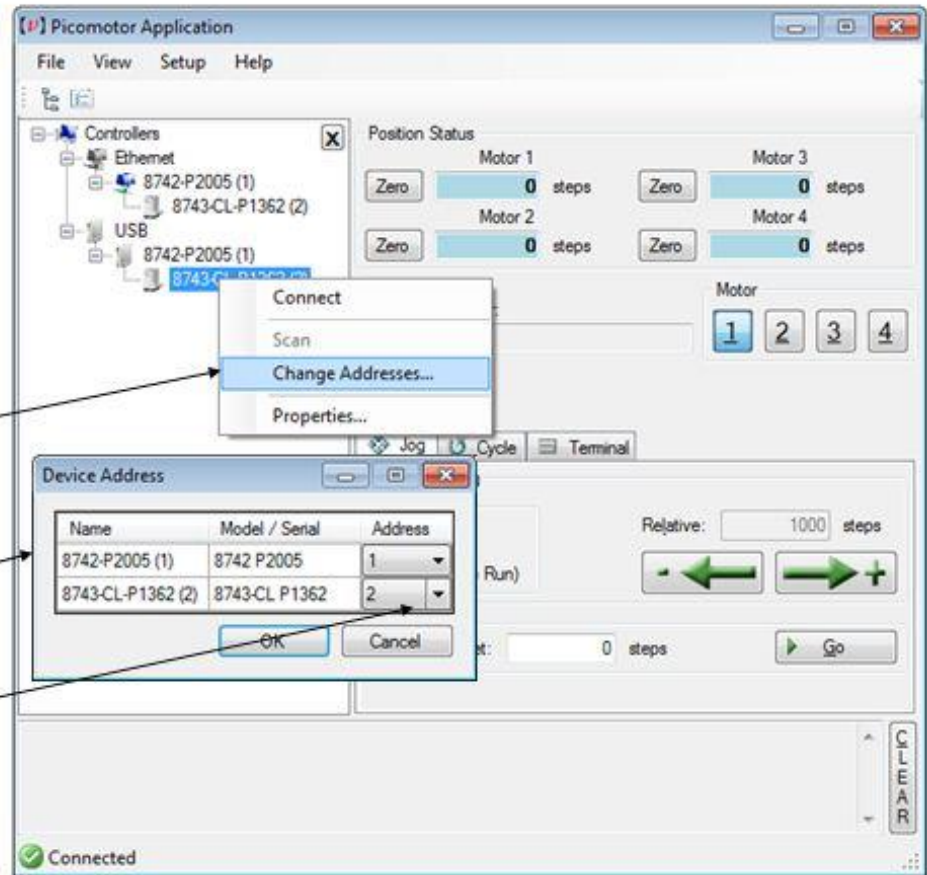 [ν] Picomotor Application
File View Setup Help
Controllers
Ethernet
8742-P2005 (1)
8743-CL-P1362 (2)
USB
8742-P2005 (1)
8743-CL-P1362 (2)
X
Position Status
Motor 1
Zero 0 steps
Motor 3
Zero 0 steps
Motor 2
Zero 0 steps
Motor 4
Zero 0 steps
Motor
1 2 3 4
Connect
Scan
Change Addresses...
Properties...
Jog Cycle Terminal
Run)
Relative: 1000 steps
- +
0 steps
Go
Device Address
Name Model / Serial Address
8742-P2005 (1) 8742 P2005 1
8743-CL-P1362 (2) 8743-CL P1362 2
OK Cancel
CLEAR
Connected